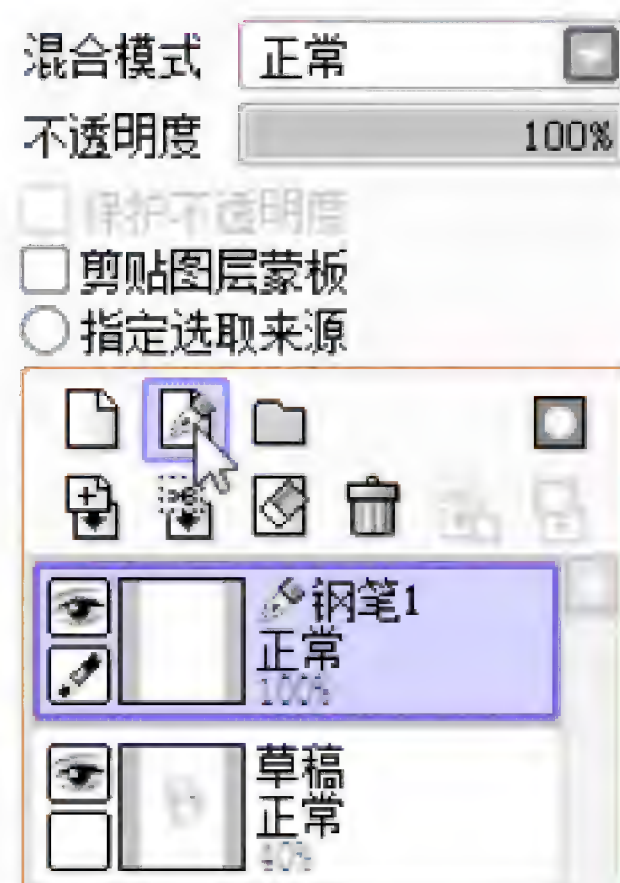 混合模式 正常
不透明度 100%
保护不透明度
剪贴图层蒙板
指定选取来源
钢笔1
正常
100%
草稿
正常
40%